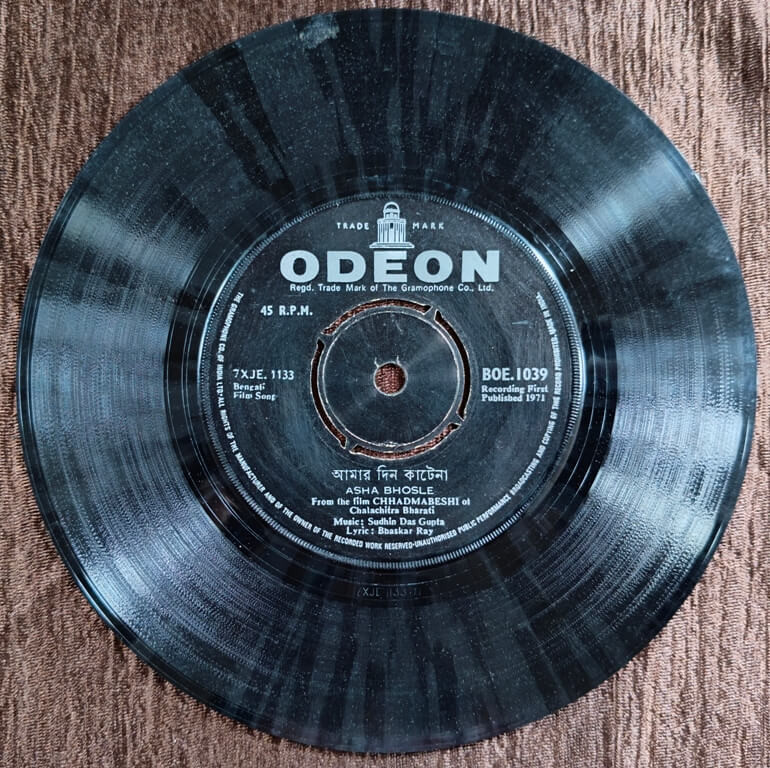 TRADE MARK
ODEON
Regd. Trade Mark of The Gramophone Co., Ltd.
45 R.P.M.
7XJE. 1133
Bengali
Film Song
BOE.1039
Recording First
Published 1971
আমার দিন কাটেনা
ASHA BHOSLE
From the film CHHADMABESHI of
Chalachitra Bharati
Music: Sudhin Das Gupta
Lyric: Bhaskar Ray
THE GRAMOPHONE CO. OF INDIA LTD-ALL RIGHTS OF THE MANUFACTURER AND OF THE OWNER OF THE RECORDED WORK RESERVED-UNAUTHORISED PUBLIC PERFORMANCE BROADCASTING AND COPYING OF THIS RECORD PROHIBITED-MADE IN INDIA